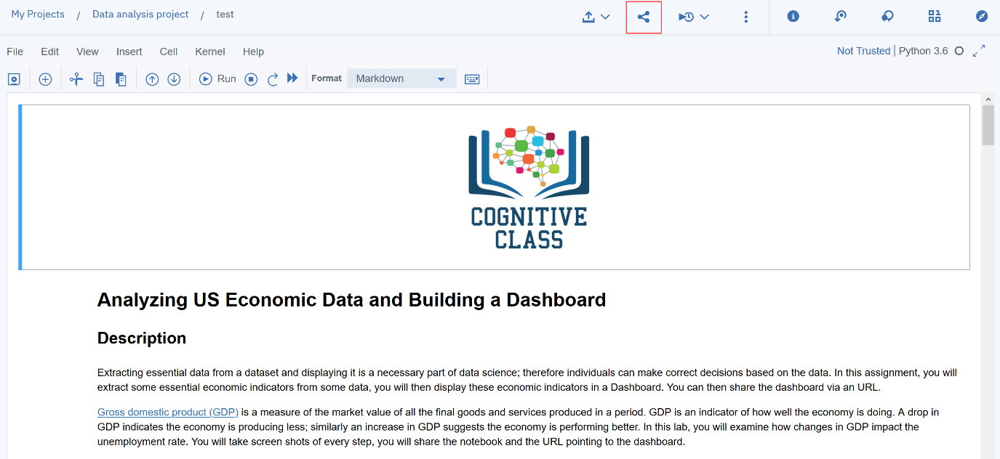 My Projects / Data analysis project / test
File Edit View Insert Cell Kernel Help Not Trusted | Python 3.6
Run Format Markdown
COGNITIVE
CLASS
Analyzing US Economic Data and Building a Dashboard
Description
Extracting essential data from a dataset and displaying it is a necessary part of data science; therefore individuals can make correct decisions based on the data. In this assignment, you will
extract some essential economic indicators from some data, you will then display these economic indicators in a Dashboard. You can then share the dashboard via an URL.
Gross domestic product (GDP) is a measure of the market value of all the final goods and services produced in a period. GDP is an indicator of how well the economy is doing. A drop in
GDP indicates the economy is producing less; similarly an increase in GDP suggests the economy is performing better. In this lab, you will examine how changes in GDP impact the
unemployment rate. You will take screen shots of every step, you will share the notebook and the URL pointing to the dashboard.